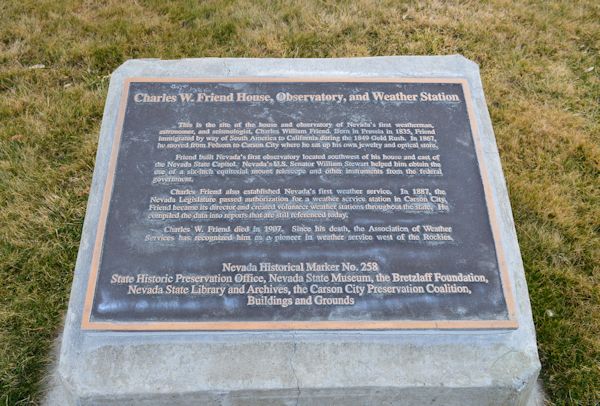 Charles W. Friend House, Observatory, and Weather Station
This is the site of the house and observatory of Nevada's first weatherman,
astronomer, and seismologist, Charles William Friend. Born in Prussia in 1835, Friend
immigrated by way of South America to California during the 1849 Gold Rush. In 1867,
he moved from Folsom to Carson City where he set up his own jewelry and optical store.
Friend built Nevada's first observatory located southwest of his house and east of
the Nevada State Capitol. Nevada's U.S. Senator William Stewart helped him obtain the
use of a six-inch equatorial mount telescope and other instruments from the federal
government.
Charles Friend also established Nevada's first weather service. In 1887, the
Nevada Legislature passed authorization for a weather service station in Carson City.
Friend became its director and created volunteer weather stations throughout the state. He
compiled the data into reports that are still referenced today.
Charles W. Friend died in 1907. Since his death, the Association of Weather
Services has recognized him as a pioneer in weather service west of the Rockies.
Nevada Historical Marker No. 258
State Historic Preservation Office, Nevada State Museum, the Bretzlaff Foundation,
Nevada State Library and Archives, the Carson City Preservation Coalition,
Buildings and Grounds